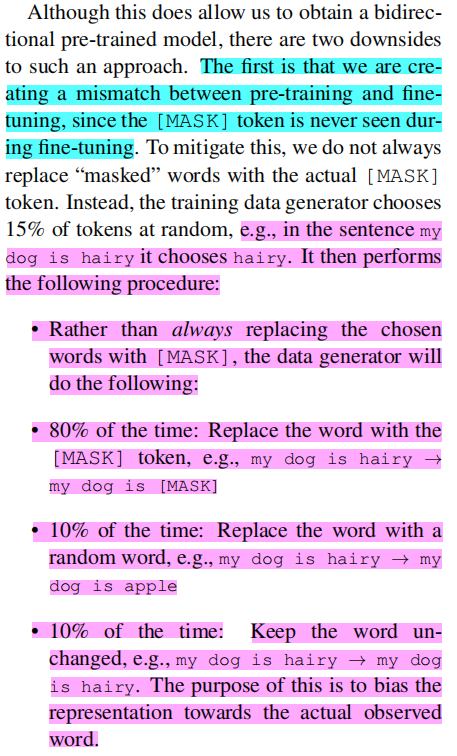 Although this does allow us to obtain a bidirec-
tional pre-trained model, there are two downsides
to such an approach. The first is that we are cre-
ating a mismatch between pre-training and fine-
tuning, since the [MASK] token is never seen dur-
ing fine-tuning. To mitigate this, we do not always
replace “masked” words with the actual [MASK]
token. Instead, the training data generator chooses
15% of tokens at random, e.g., in the sentence my
dog is hairy it chooses hairy. It then performs
the following procedure:
• Rather than always replacing the chosen
words with [MASK], the data generator will
do the following:
• 80% of the time: Replace the word with the
[MASK] token, e.g., my dog is hairy →
my dog is [MASK]
• 10% of the time: Replace the word with a
random word, e.g., my dog is hairy → my
dog is apple
• 10% of the time: Keep the word un-
changed, e.g., my dog is hairy → my dog
is hairy. The purpose of this is to bias the
representation towards the actual observed
word.